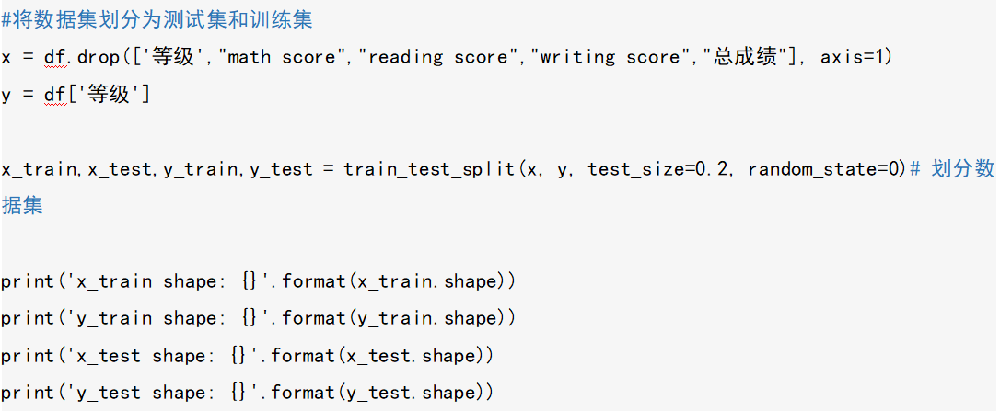 #将数据集划分为测试集和训练集
x = df.drop(['等级',"math score","reading score","writing score","总成绩"], axis=1)
y = df['等级']
x_train,x_test,y_train,y_test = train_test_split(x, y, test_size=0.2, random_state=0)# 划分数
据集
print('x_train shape: {}'.format(x_train.shape))
print('y_train shape: {}'.format(y_train.shape))
print('x_test shape: {}'.format(x_test.shape))
print('y_test shape: {}'.format(y_test.shape))